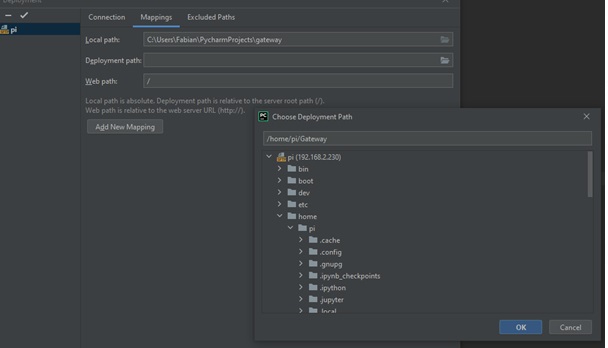 Deployment
pi
Connection Mappings Excluded Paths
Local path: C:\Users\Fabian\PycharmProjects\gateway
Deployment path:
Web path: /
Local path is absolute. Deployment path is relative to the server root path (/).
Web path is relative to the web server URL (http://).
Add New Mapping
Choose Deployment Path
/home/pi/Gateway
pi (192.168.2.230)
bin
boot
dev
etc
home
pi
.cache
.config
.gnupg
.ipynb_checkpoints
.ipython
.jupyter
.local
OK Cancel